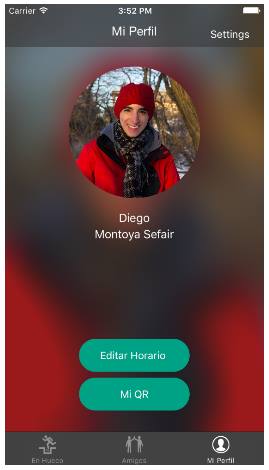 Carrier 3:52 PM
Mi Perfil
Settings
Diego
Montoya Sefair
Editar Horario
Mi QR
En Hueco Amigos Mi Perfil